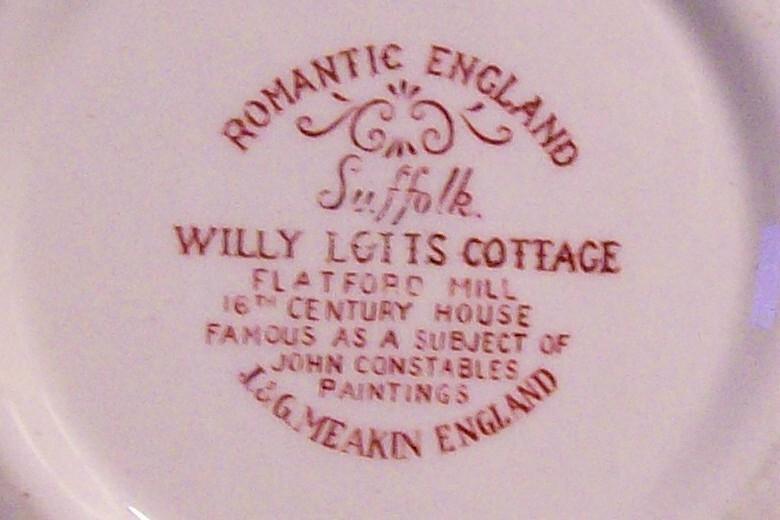 ROMANTIC ENGLAND
Suffolk.
WILLY LOTTS COTTAGE
FLATFORD MILL
16TH CENTURY HOUSE
FAMOUS AS A SUBJECT OF
JOHN CONSTABLES
PAINTINGS
J.&G. MEAKIN ENGLAND